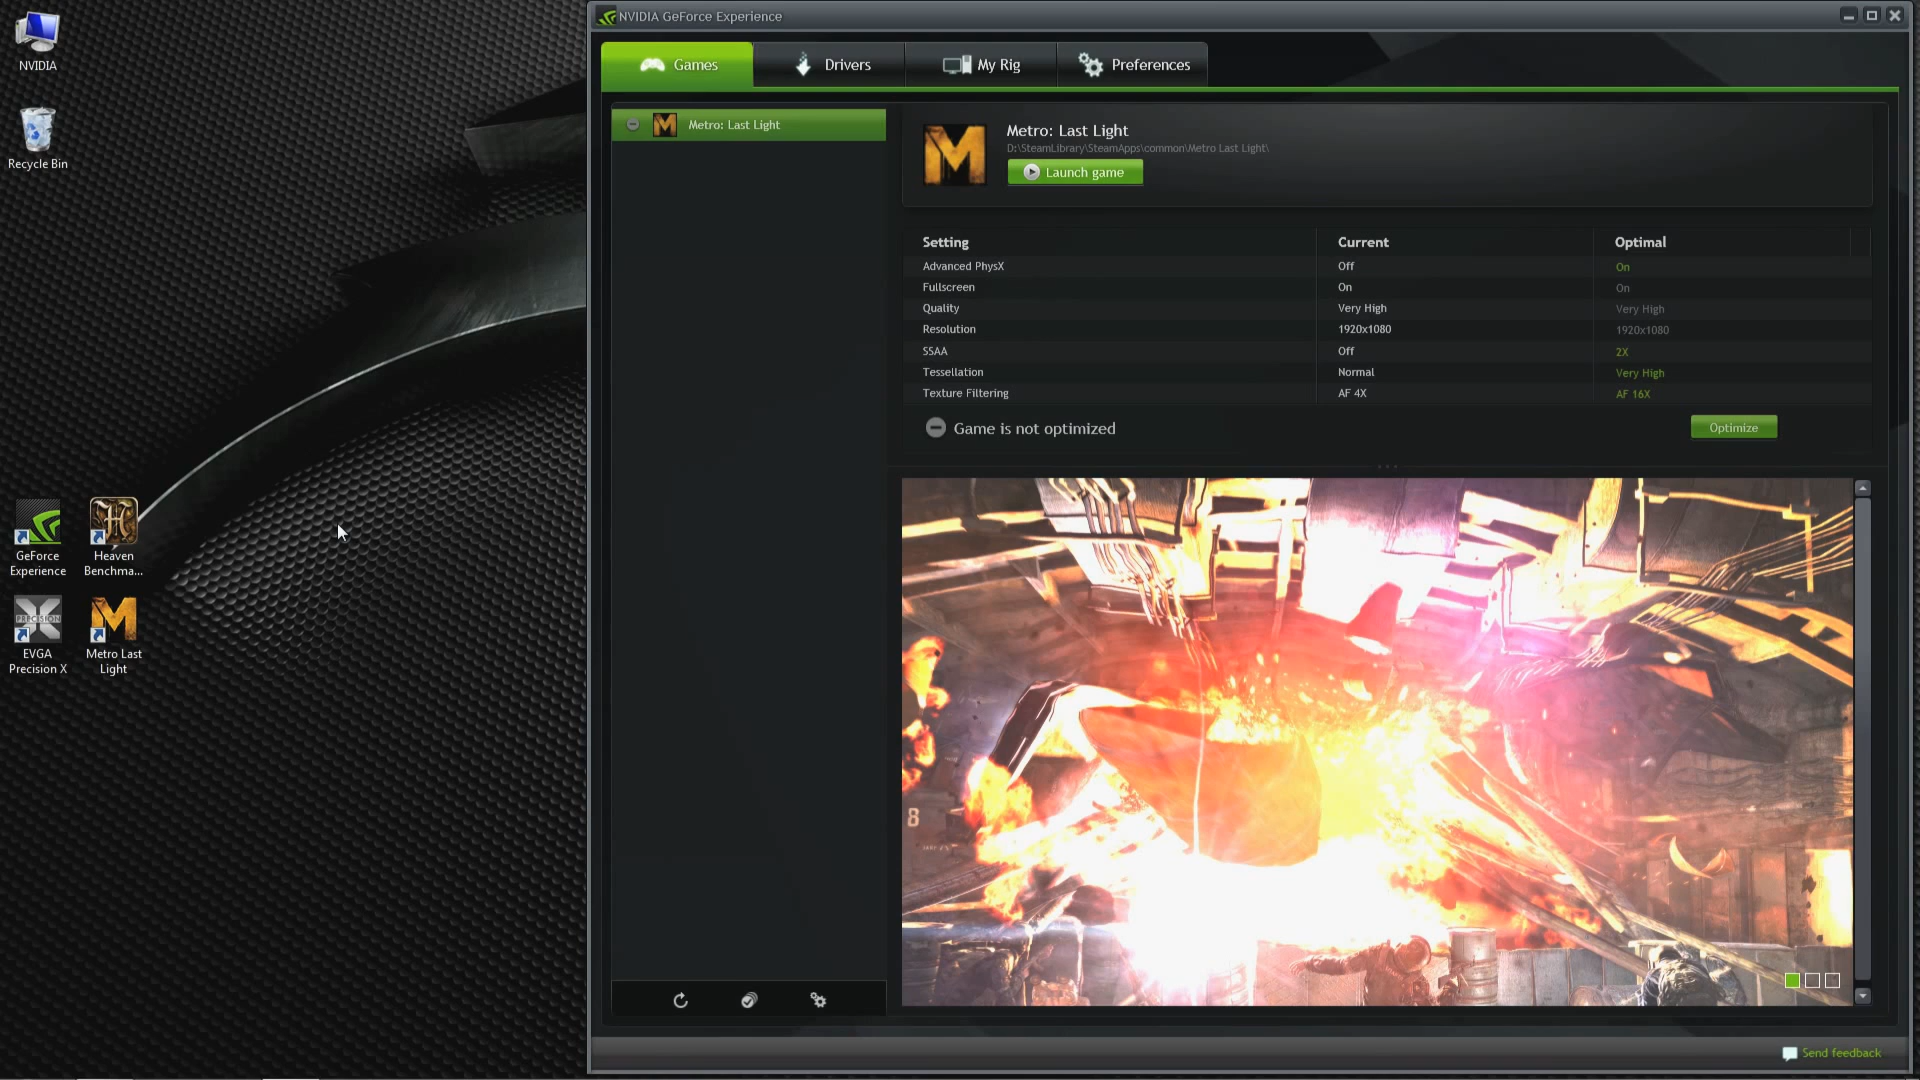 NVIDIA
Recycle Bin
GeForce
Experience
Heaven
Benchma...
PRECISION
EVGA
Precision X
Metro Last
Light
NVIDIA GeForce Experience
Games
Drivers
My Rig
Preferences
Metro: Last Light
Metro: Last Light
D:\SteamLibrary\SteamApps\common\Metro Last Light\
Launch game
Setting Current Optimal
Advanced PhysX Off On
Fullscreen On On
Quality Very High Very High
Resolution 1920x1080 1920x1080
SSAA Off 2X
Tessellation Normal Very High
Texture Filtering AF 4X AF 16X
Game is not optimized
Optimize
8
Send feedback